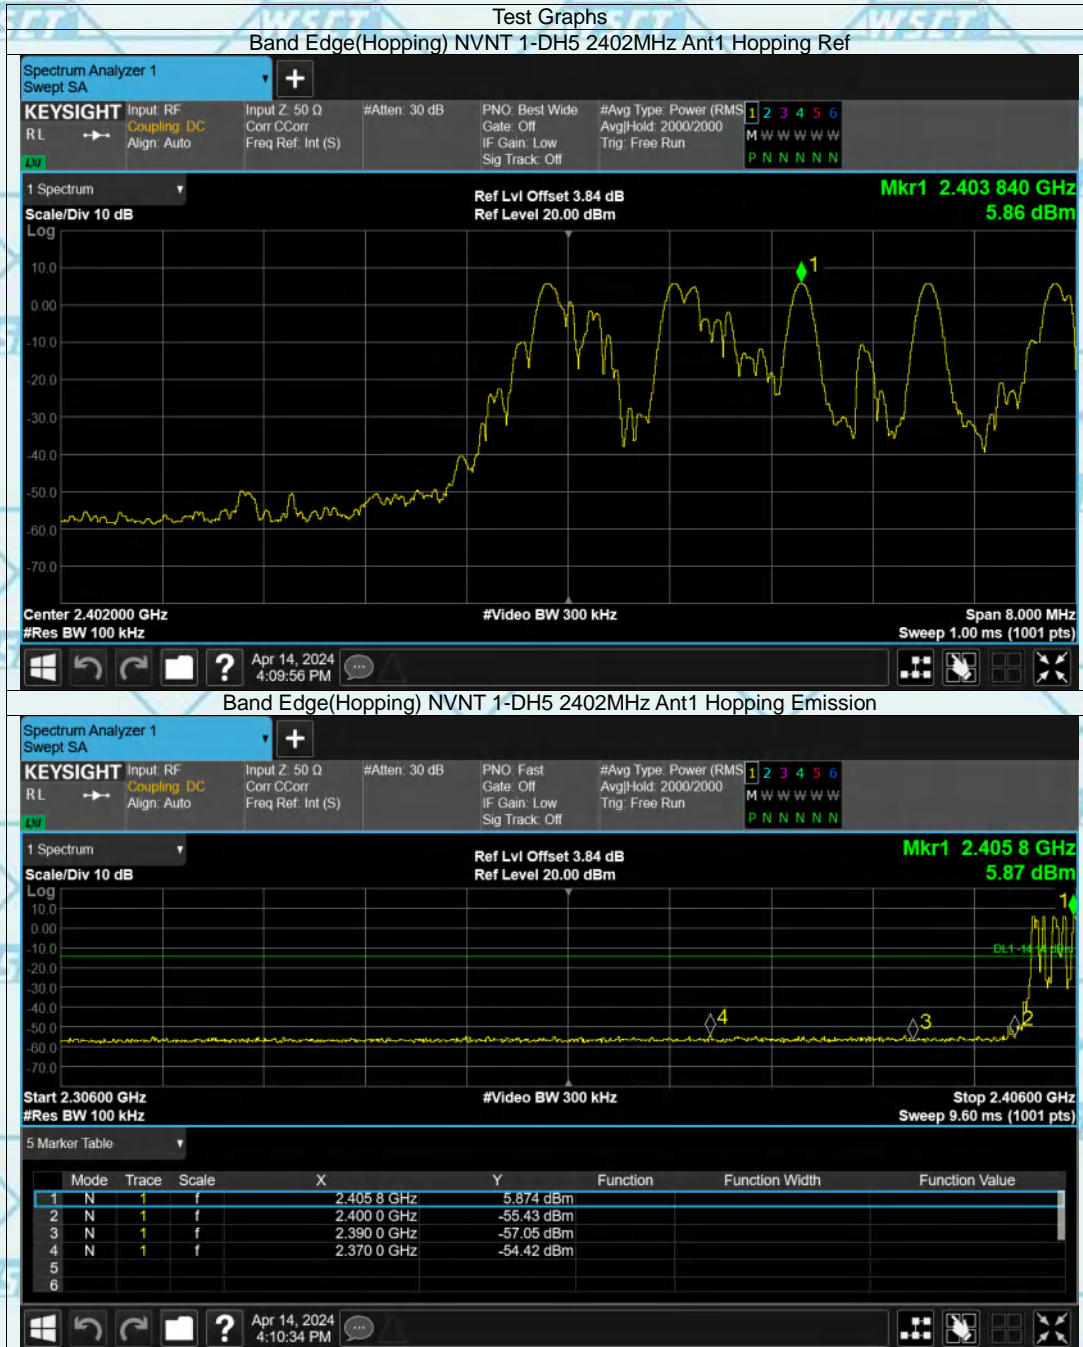 Test Graphs
Band Edge(Hopping) NVNT 1-DH5 2402MHz Ant1 Hopping Ref
Spectrum Analyzer 1
Swept SA
KEYSIGHT Input: RF Input Z: 50 Ω #Atten: 30 dB PNO: Best Wide #Avg Type: Power (RMS 1 2 3 4 5 6
RL Coupling: DC Corr CCorr Gate: Off Avg|Hold: 2000/2000 M W W W W W
Align: Auto Freq Ref: Int (S) IF Gain: Low Trig: Free Run
LXI Sig Track: Off P N N N N N
1 Spectrum Ref Lvl Offset 3.84 dB Mkr1 2.403 840 GHz
Scale/Div 10 dB Ref Level 20.00 dBm 5.86 dBm
Log
1
10.0
0.00
-10.0
-20.0
-30.0
-40.0
-50.0
-60.0
-70.0
Center 2.402000 GHz #Video BW 300 kHz Span 8.000 MHz
#Res BW 100 kHz Sweep 1.00 ms (1001 pts)
Apr 14, 2024
4:09:56 PM
Band Edge(Hopping) NVNT 1-DH5 2402MHz Ant1 Hopping Emission
Spectrum Analyzer 1
Swept SA
KEYSIGHT Input: RF Input Z: 50 Ω #Atten: 30 dB PNO: Fast #Avg Type: Power (RMS 1 2 3 4 5 6
RL Coupling: DC Corr CCorr Gate: Off Avg|Hold: 2000/2000 M W W W W W
Align: Auto Freq Ref: Int (S) IF Gain: Low Trig: Free Run
LXI Sig Track: Off P N N N N N
1 Spectrum Ref Lvl Offset 3.84 dB Mkr1 2.405 8 GHz
Scale/Div 10 dB Ref Level 20.00 dBm 5.87 dBm
Log
1
10.0
0.00
-10.0 DL1 -14.14 dBm
-20.0
-30.0
-40.0
4 3 2
-50.0
-60.0
-70.0
Start 2.30600 GHz #Video BW 300 kHz Stop 2.40600 GHz
#Res BW 100 kHz Sweep 9.60 ms (1001 pts)
5 Marker Table
Mode Trace Scale X Y Function Function Width Function Value
1 N 1 f 2.405 8 GHz 5.874 dBm
2 N 1 f 2.400 0 GHz -55.43 dBm
3 N 1 f 2.390 0 GHz -57.05 dBm
4 N 1 f 2.370 0 GHz -54.42 dBm
5
6
Apr 14, 2024
4:10:34 PM